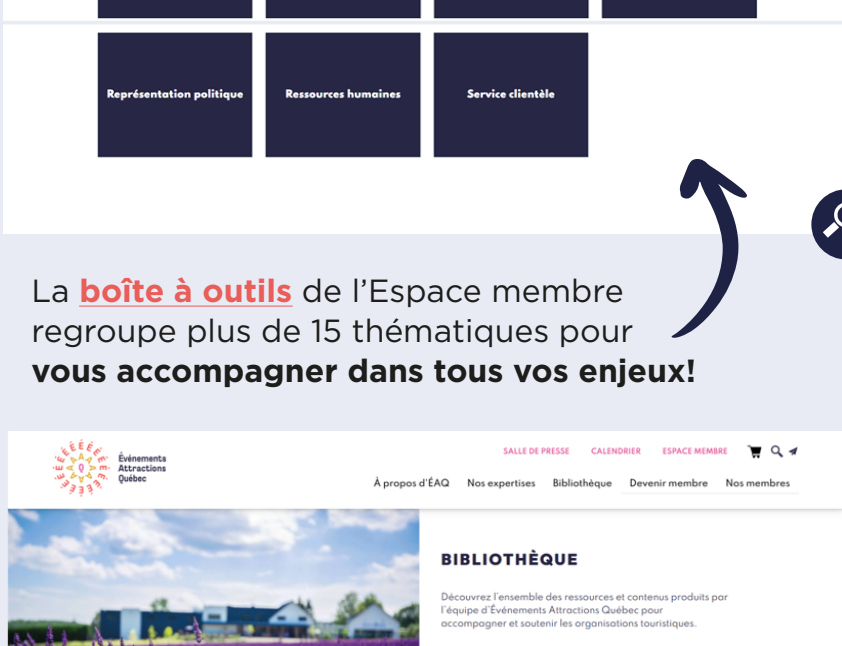 Représentation politique
Ressources humaines
Service clientèle
La boîte à outils de l'Espace membre
regroupe plus de 15 thématiques pour
vous accompagner dans tous vos enjeux!
Événements
Attractions
Québec
SALLE DE PRESSE CALENDRIER ESPACE MEMBRE
À propos d'ÉAQ Nos expertises Bibliothèque Devenir membre Nos membres
BIBLIOTHÈQUE
Découvrez l'ensemble des ressources et contenus produits par
l'équipe d'Événements Attractions Québec pour
accompagner et soutenir les organisations touristiques.